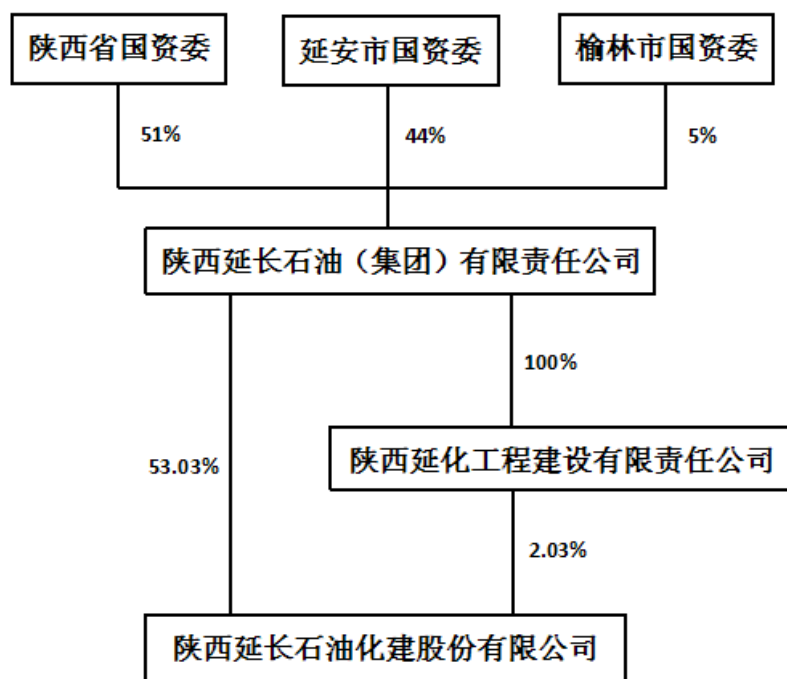 陕西省国资委
延安市国资委
榆林市国资委
51%
44%
5%
陕西延长石油（集团）有限责任公司
100%
陕西延化工程建设有限责任公司
53.03%
2.03%
陕西延长石油化建股份有限公司